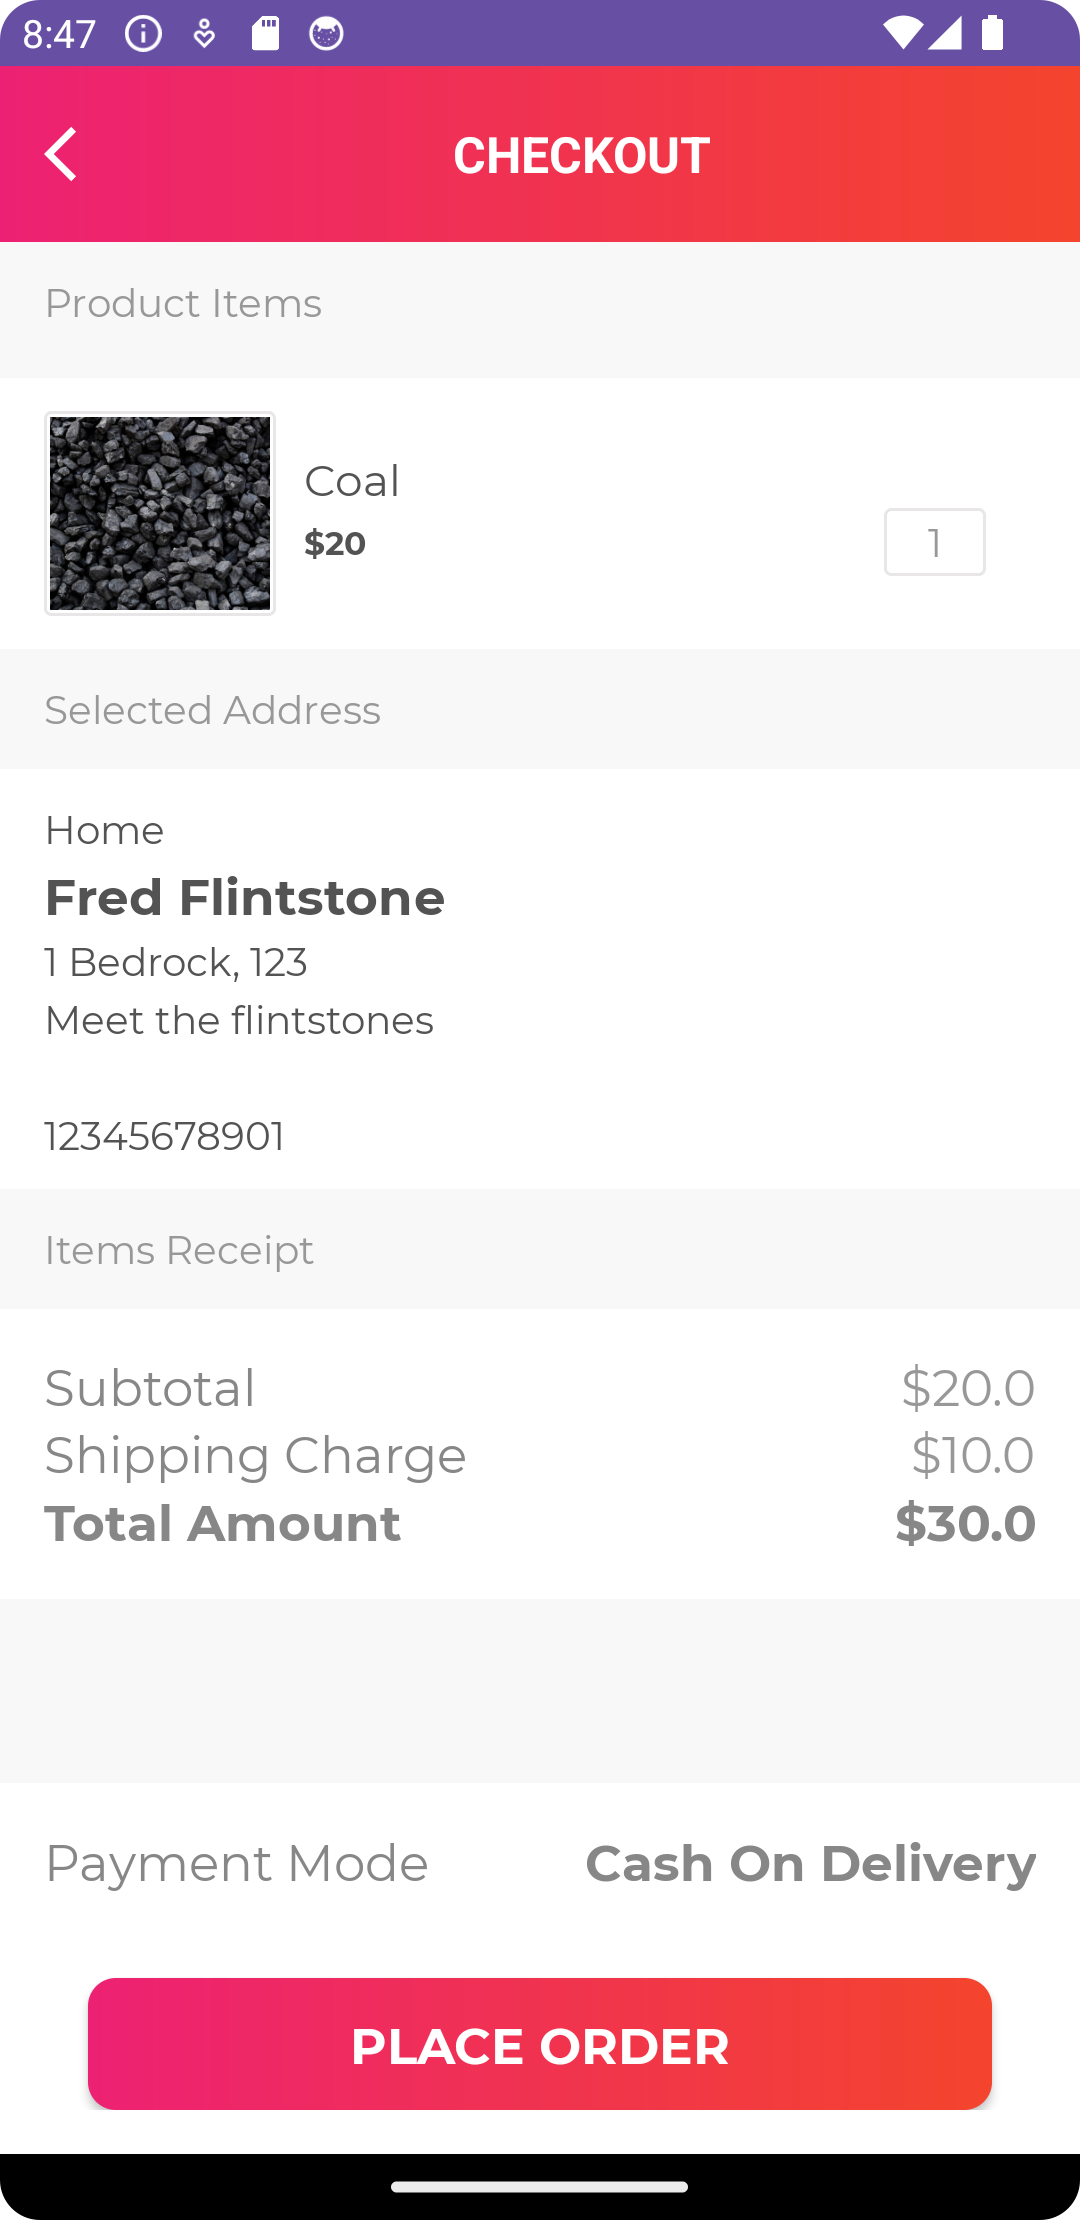 8:47
CHECKOUT
Product Items
Coal
$20
1
Selected Address
Home
Fred Flintstone
1 Bedrock, 123
Meet the flintstones
12345678901
Items Receipt
Subtotal $20.0
Shipping Charge $10.0
Total Amount $30.0
Payment Mode Cash On Delivery
PLACE ORDER